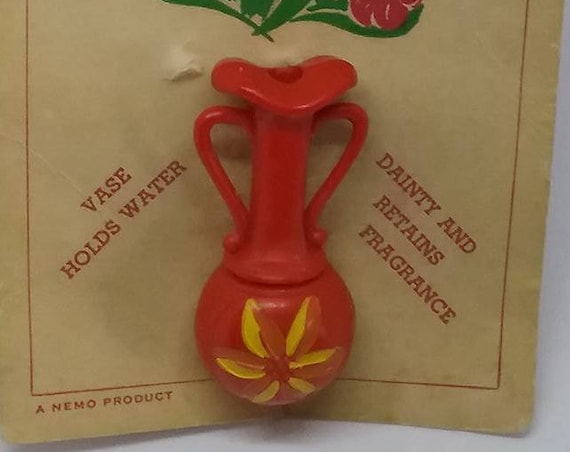 VASE
HOLDS WATER
DAINTY AND
RETAINS
FRAGRANCE
A NEMO PRODUCT